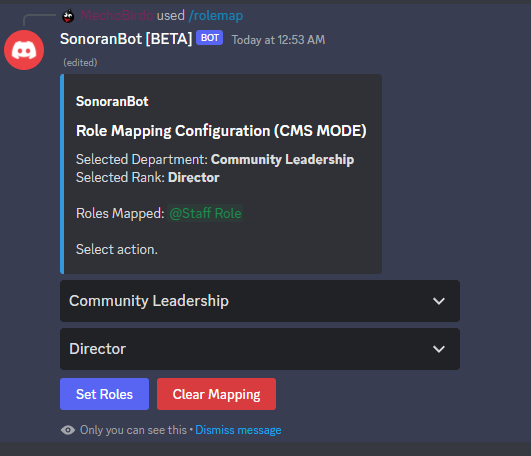 used /rolemap
SonoranBot [BETA] BOT Today at 12:53 AM
(edited)
SonoranBot
Role Mapping Configuration (CMS MODE)
Selected Department: Community Leadership
Selected Rank: Director
Roles Mapped: @Staff Role
Select action.
Community Leadership
Director
Set Roles Clear Mapping
Only you can see this • Dismiss message